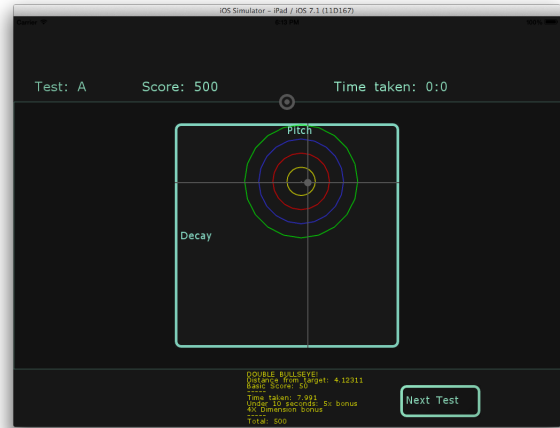 iOS Simulator - iPad / iOS 7.1 (11D167)
Carrier
Test: A
Score: 500
Time taken: 0:0
Pitch
Decay
DOUBLE BULLSEYE!
Distance from target: 4.12311
Basic Score: 50
-----
Time taken: 7.991
Under 10 seconds: 5x bonus
4X Dimension bonus
-----
Total: 500
Next Test